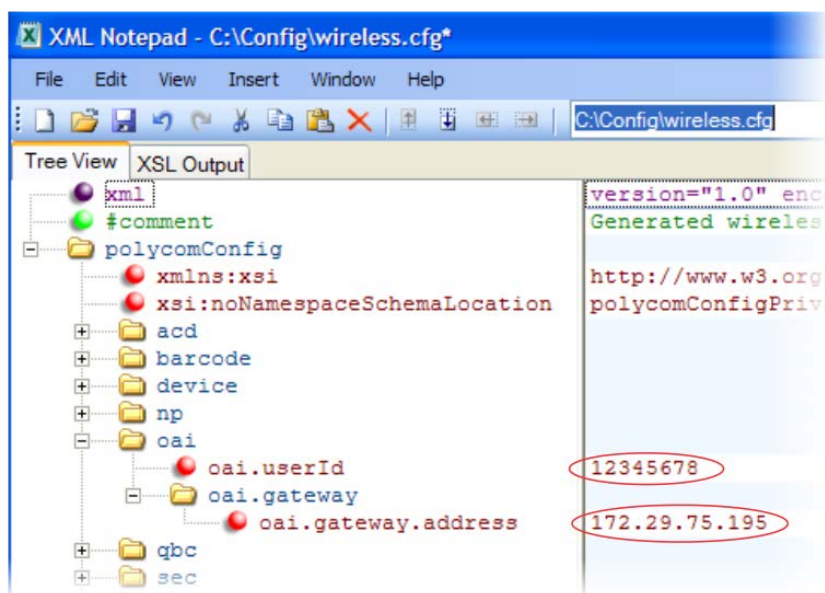 XML Notepad - C:\Config\wireless.cfg*
File Edit View Insert Window Help
C:\Config\wireless.cfg
Tree View XSL Output
xml version="1.0" enc
#comment Generated wireles
polycomConfig
xmlns:xsi http://www.w3.org
xsi:noNamespaceSchemaLocation polycomConfigPriv
acd
barcode
device
np
oai
oai.userId 12345678
oai.gateway
oai.gateway.address 172.29.75.195
qbc
sec